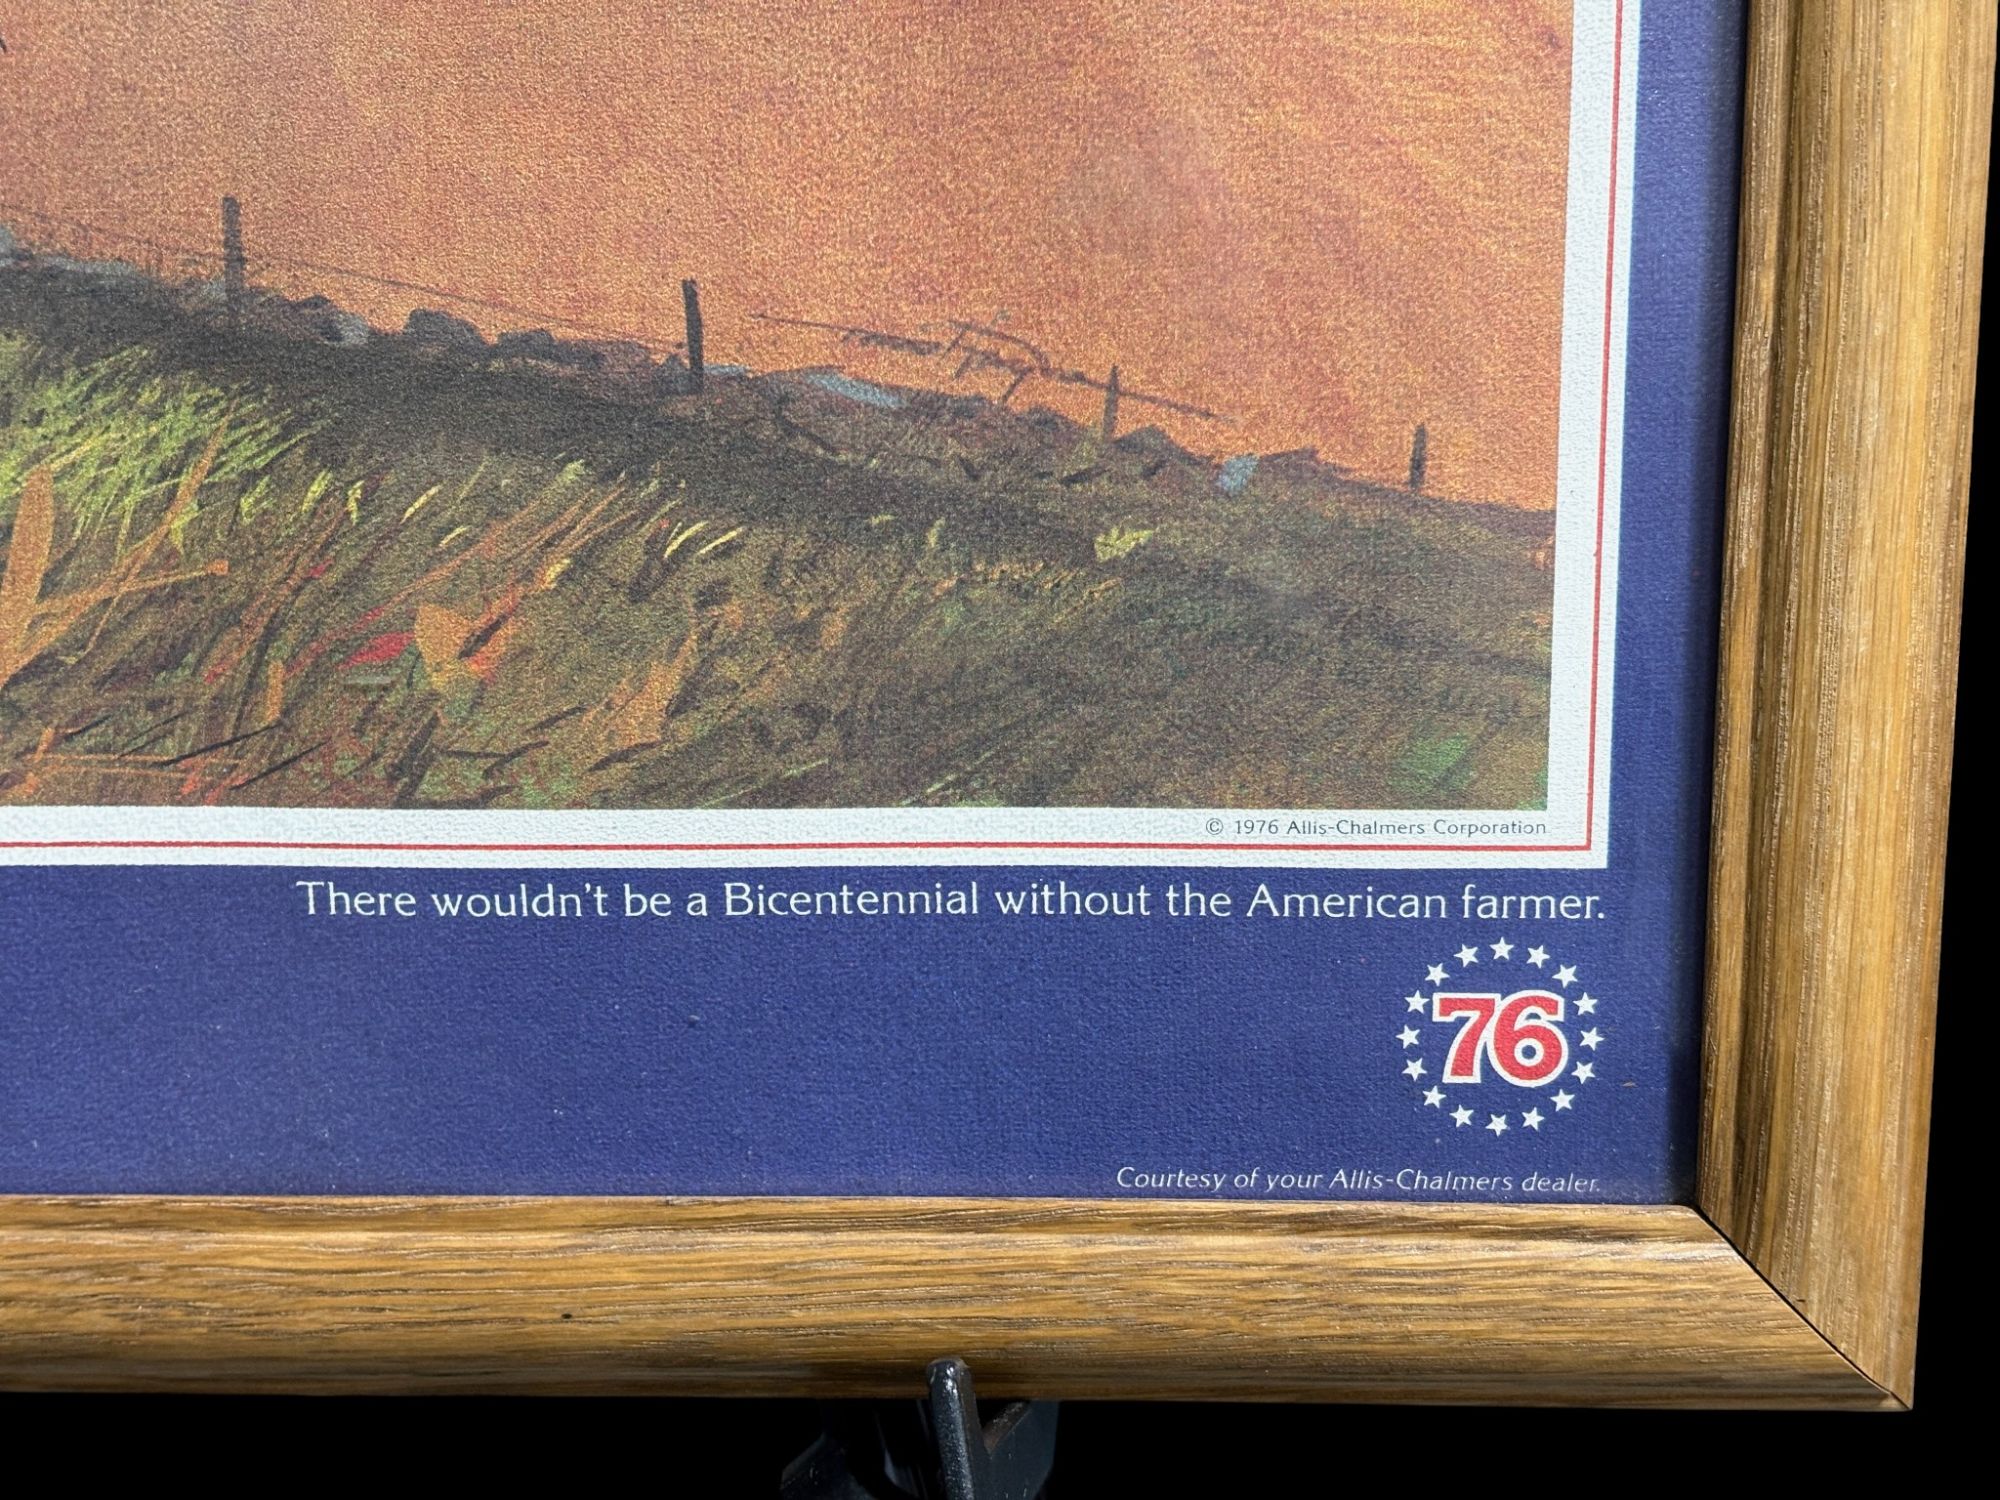 © 1976 Allis-Chalmers Corporation
There wouldn't be a Bicentennial without the American farmer.
76
Courtesy of your Allis-Chalmers dealer.